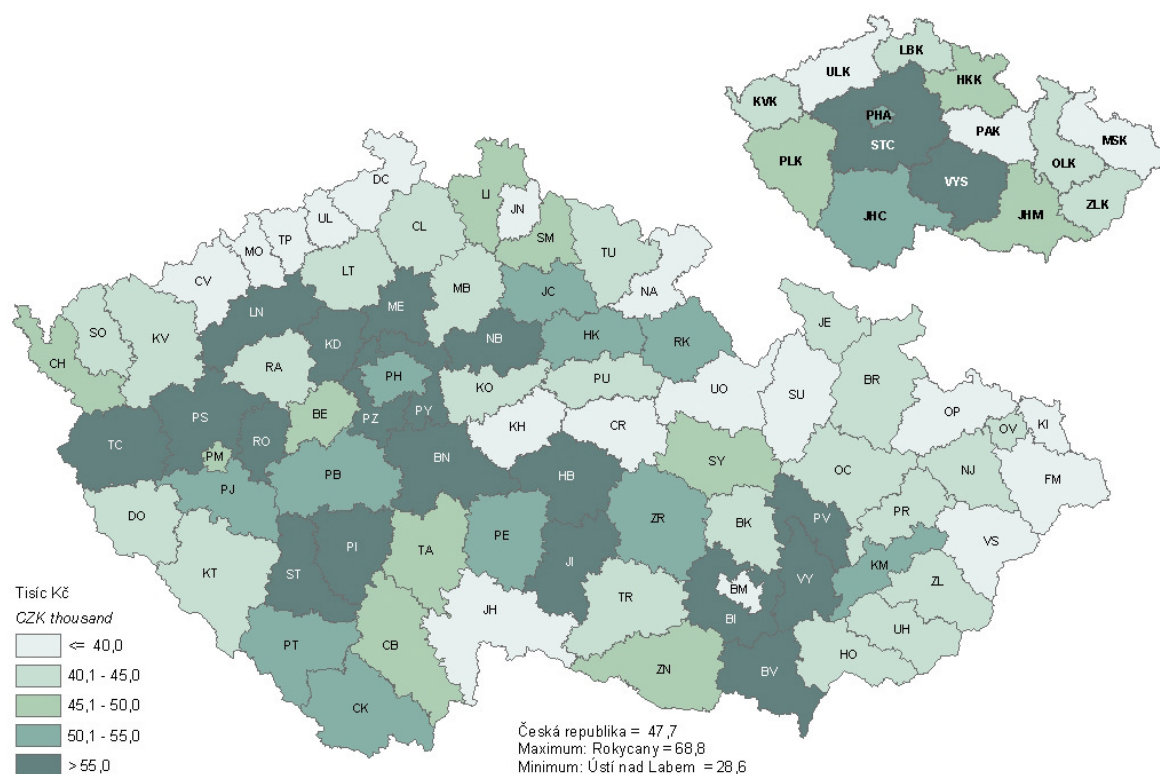 LBK
ULK
HKK
KVK
PHA
PAK
MSK
STC
PLK
OLK
VYS
ZLK
JHC
JHM
DC
LI
JN
UL
CL
TP
SM
MO
TU
CV
LT
MB
NA
ME
JC
LN
SO
KV
KD
NB
HK
RK
JE
CH
RA
PH
KO
PU
BR
UO
SU
OP
BE
PZ
PY
KH
CR
OV
KI
PS
TC
RO
PM
BN
SY
PB
HB
OC
NJ
FM
PJ
DO
PV
PR
PI
TA
PE
ZR
BK
VS
KT
ST
JI
KM
VY
ZL
BM
JH
TR
BI
UH
PT
CB
HO
ZN
BV
CK
Tisíc Kč
CZK thousand
<= 40,0
40,1 - 45,0
45,1 - 50,0
50,1 - 55,0
> 55,0
Česká republika = 47,7
Maximum: Rokycany = 68,8
Minimum: Ústí nad Labem = 28,6